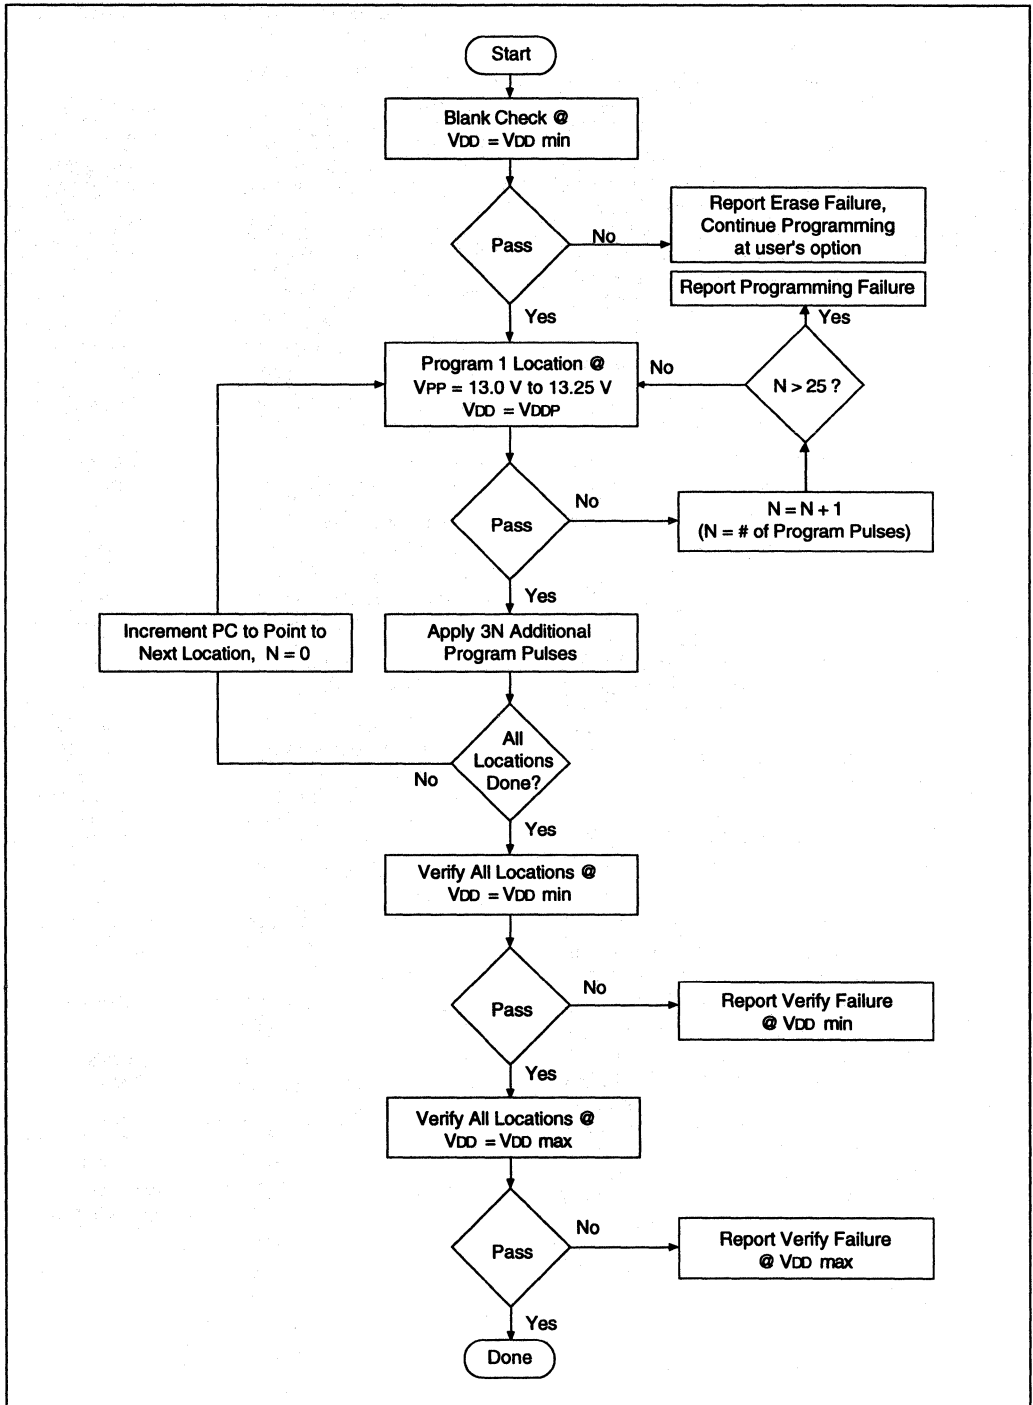 Start
Blank Check @
VDD = VDD min
Pass
No
Report Erase Failure,
Continue Programming
at user's option
Report Programming Failure
Yes
Yes
Program 1 Location @
VPP = 13.0 V to 13.25 V
VDD = VDDP
No
N > 25 ?
Pass
No
N = N + 1
(N = # of Program Pulses)
Yes
Increment PC to Point to
Next Location, N = 0
Apply 3N Additional
Program Pulses
All
Locations
Done?
No
Yes
Verify All Locations @
VDD = VDD min
Pass
No
Report Verify Failure
@ VDD min
Yes
Verify All Locations @
VDD = VDD max
Pass
No
Report Verify Failure
@ VDD max
Yes
Done